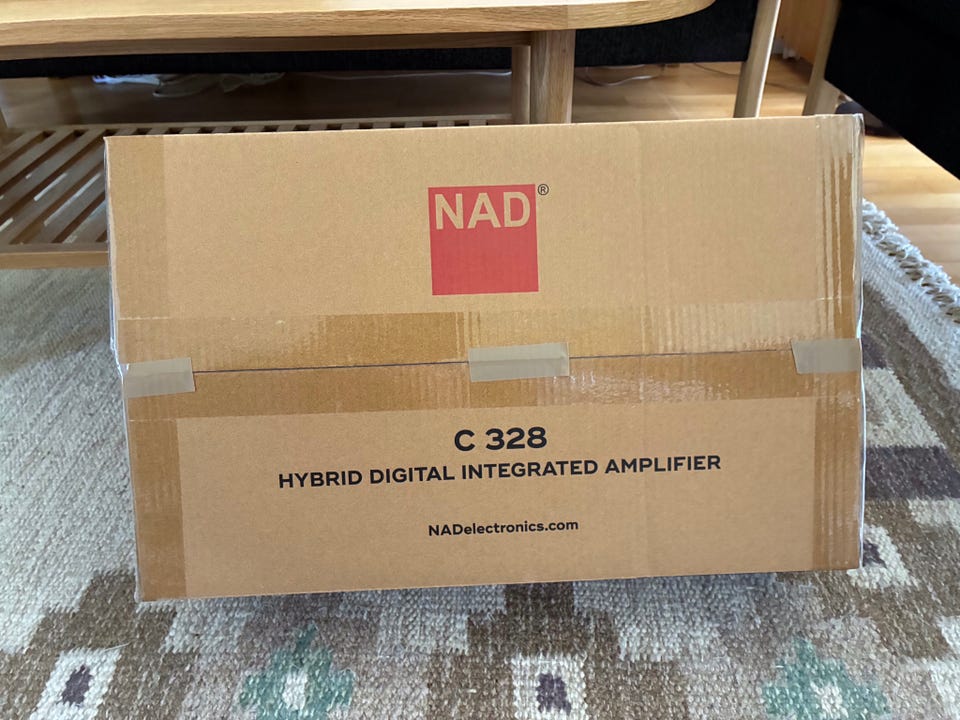 NAD®
C 328
HYBRID DIGITAL INTEGRATED AMPLIFIER
NADelectronics.com